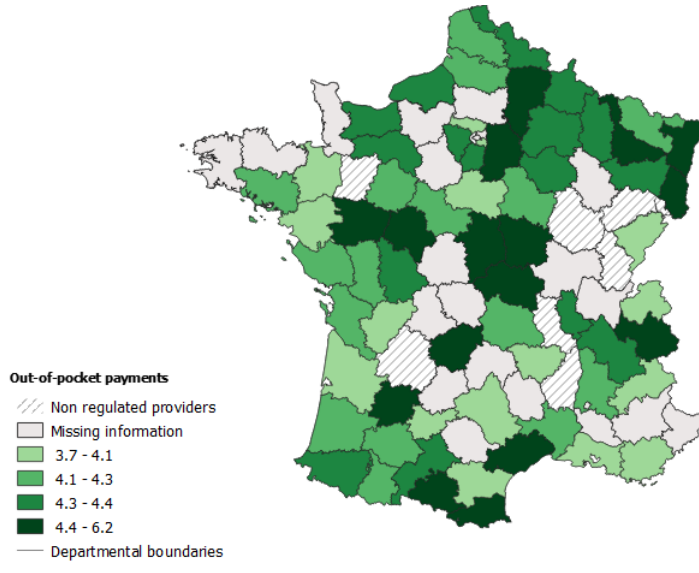 Out-of-pocket payments
Non regulated providers
Missing information
3.7 - 4.1
4.1 - 4.3
4.3 - 4.4
4.4 - 6.2
Departmental boundaries